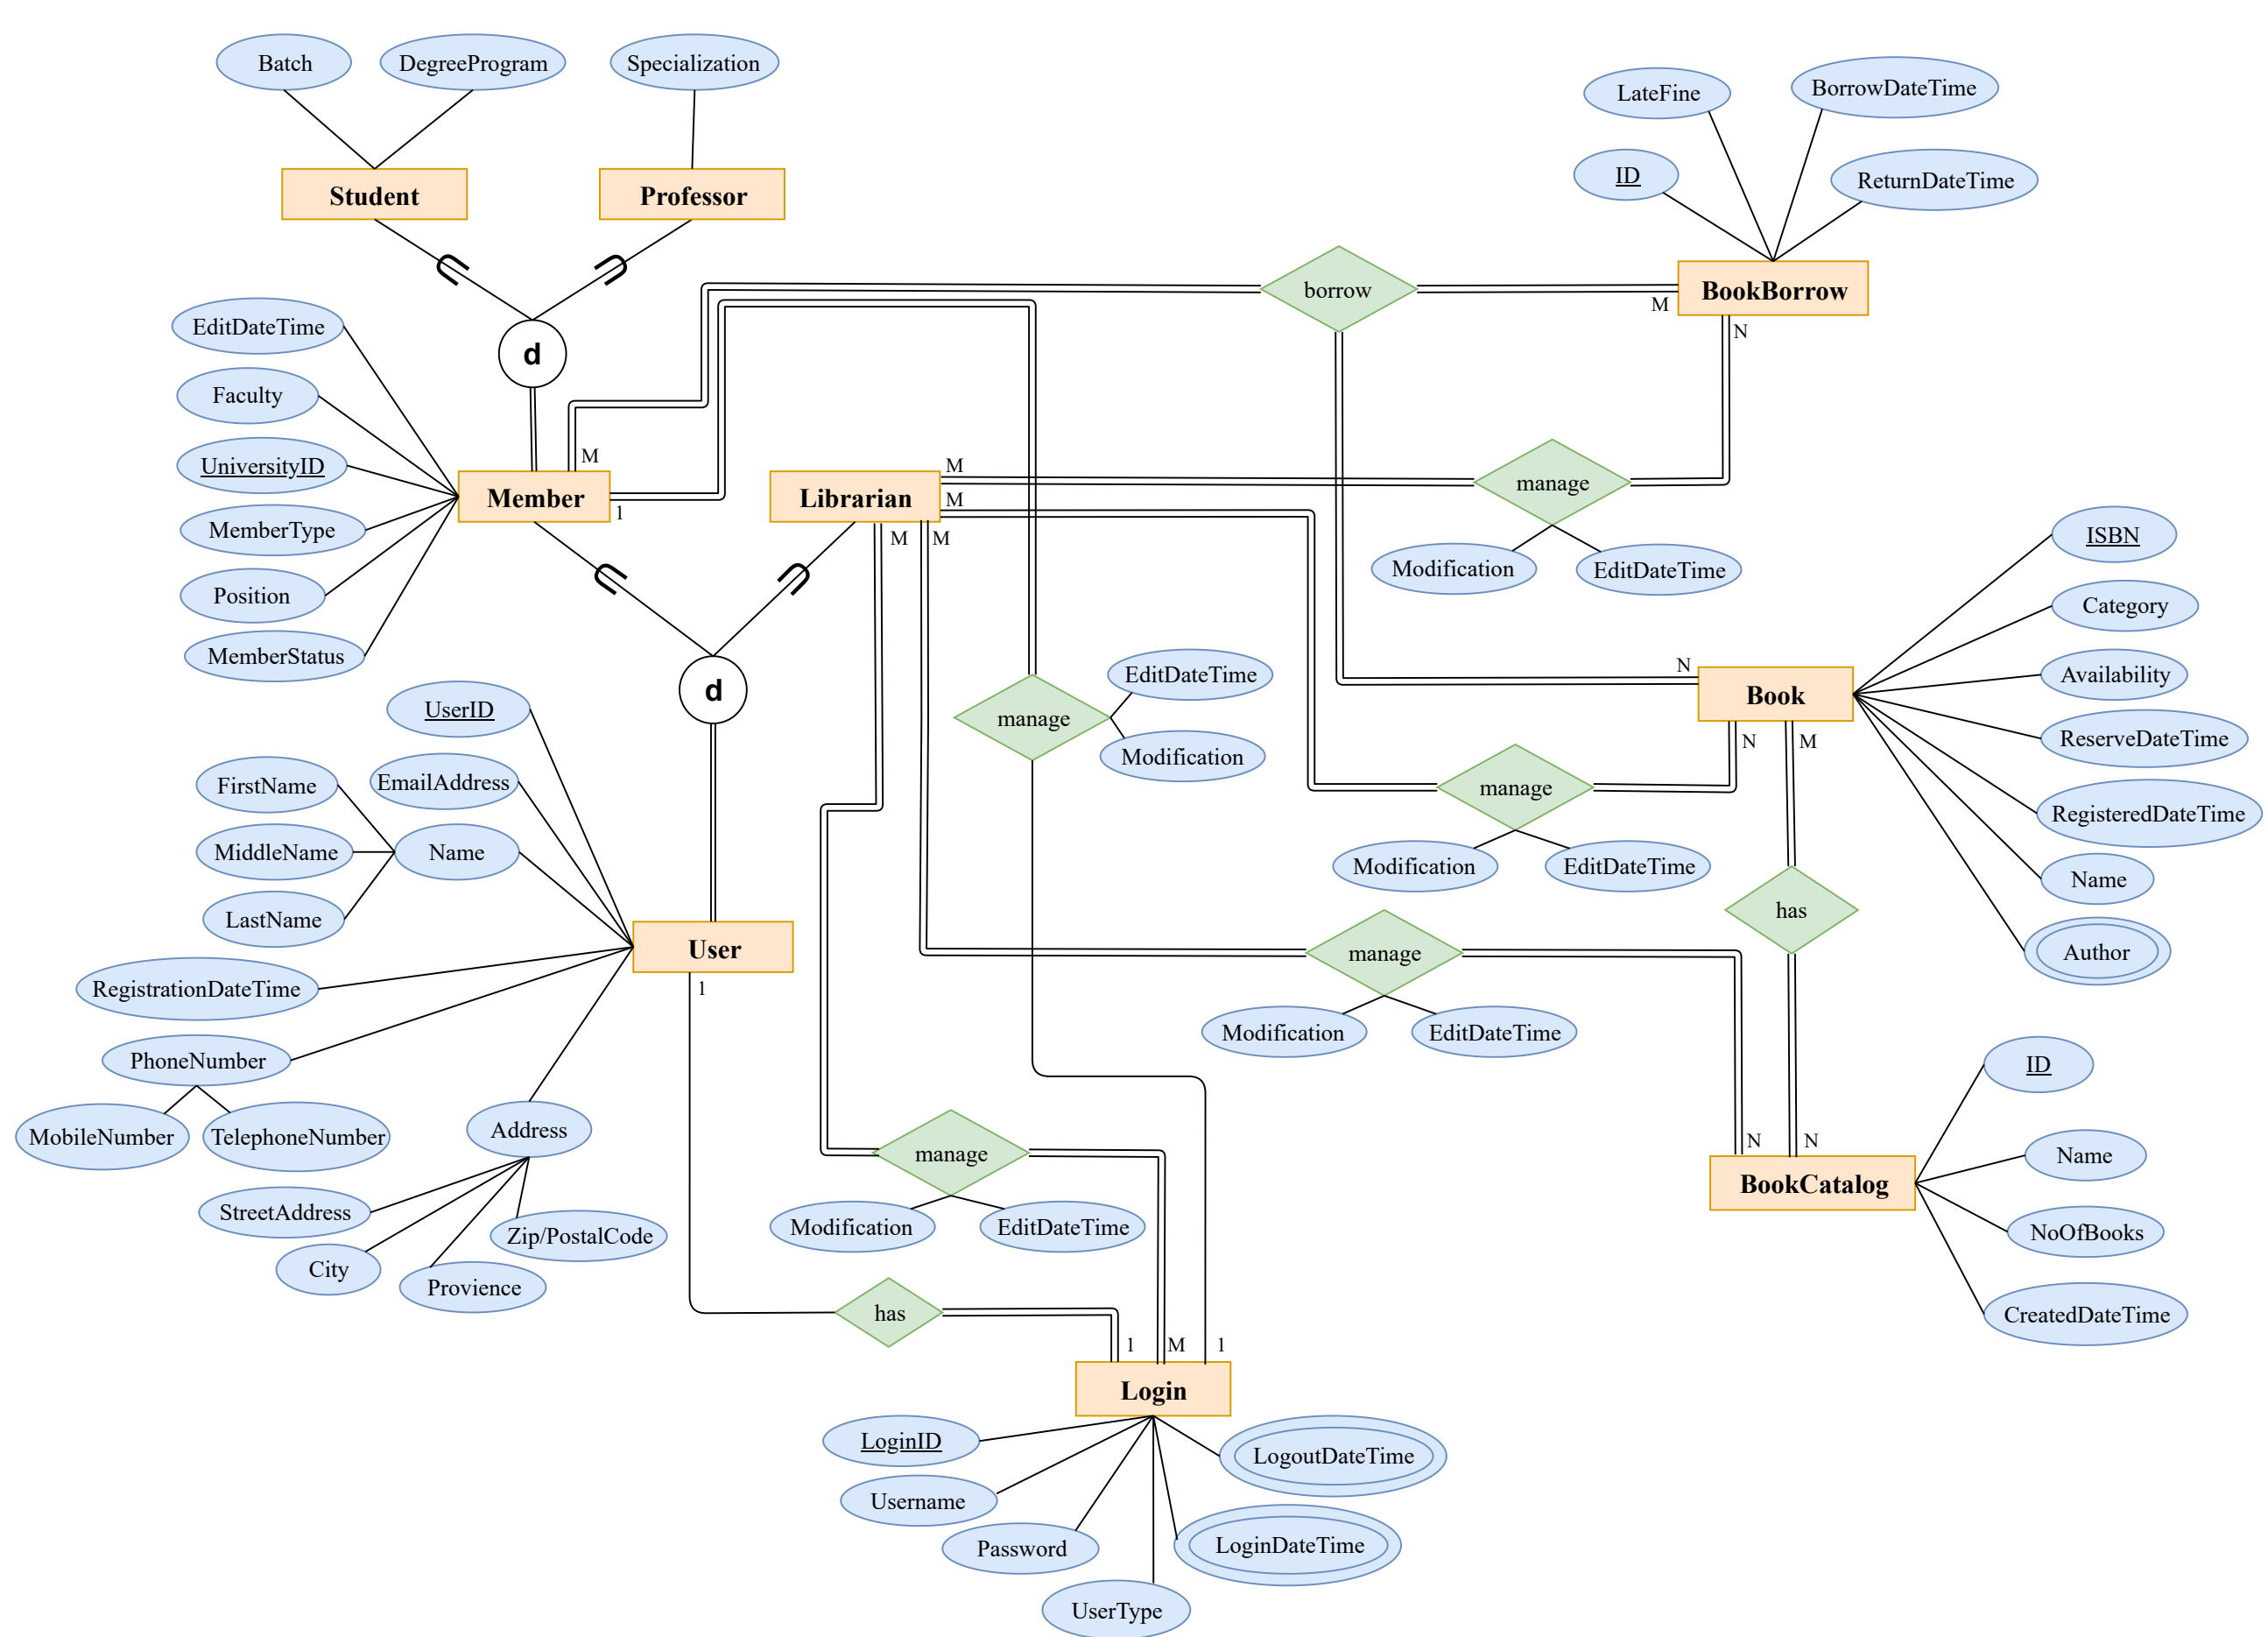 Batch
DegreeProgram
Specialization
LateFine
BorrowDateTime
ID
ReturnDateTime
Student
Professor
borrow
BookBorrow
M
N
EditDateTime
d
Faculty
UniversityID
M
MemberType
Member
1
Librarian
M
M
M
M
manage
Modification
EditDateTime
Position
MemberStatus
ISBN
Category
Availability
ReserveDateTime
RegisteredDateTime
Name
Author
N
Book
N
M
d
UserID
EmailAddress
FirstName
MiddleName
Name
LastName
manage
EditDateTime
Modification
manage
Modification
EditDateTime
has
User
1
RegistrationDateTime
manage
Modification
EditDateTime
PhoneNumber
MobileNumber
TelephoneNumber
Address
StreetAddress
City
Provience
Zip/PostalCode
manage
Modification
EditDateTime
N
N
BookCatalog
ID
Name
NoOfBooks
CreatedDateTime
has
1
M
1
Login
LoginID
Username
Password
UserType
LoginDateTime
LogoutDateTime